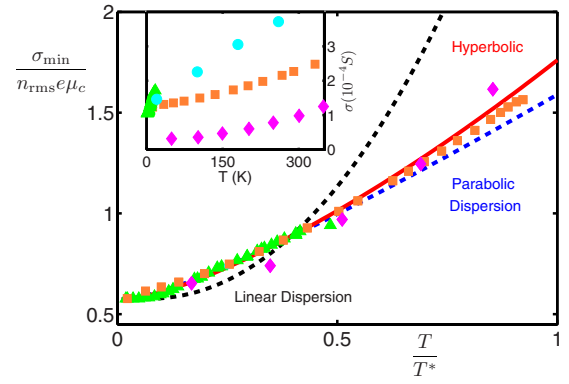 σ_min / n_rms e μ_c
2
1.5
1
0.5
0
0.5
1
T / T*
Hyperbolic
Parabolic
Dispersion
Linear Dispersion
3
2
1
0
σ(10⁻⁴S)
0
150
300
T (K)